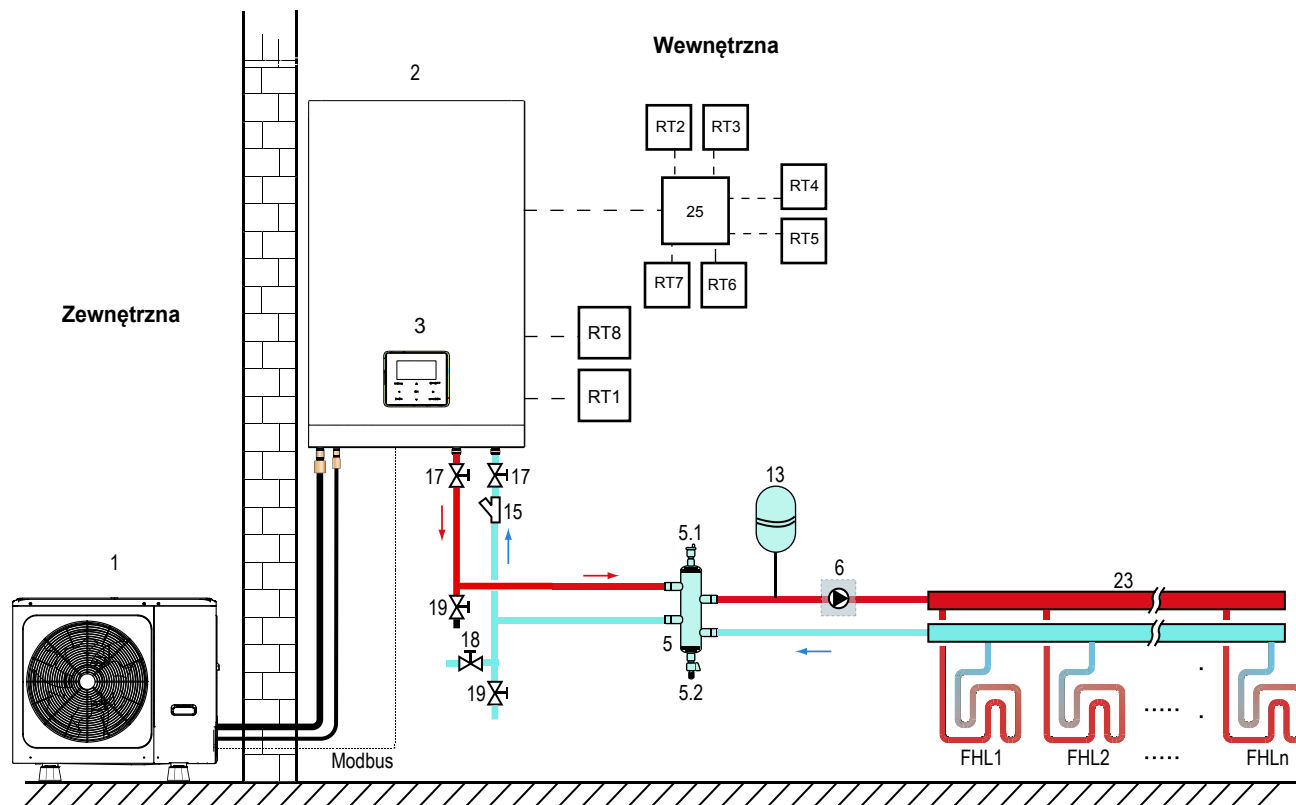 Wewnętrzna
2
RT2
RT3
RT4
25
RT5
RT7
RT6
Zewnętrzna
3
RT8
RT1
17
17
13
15
5.1
1
6
23
19
18
5
19
5.2
Modbus
FHL1
FHL2
.....
.....
.
.
FHLn